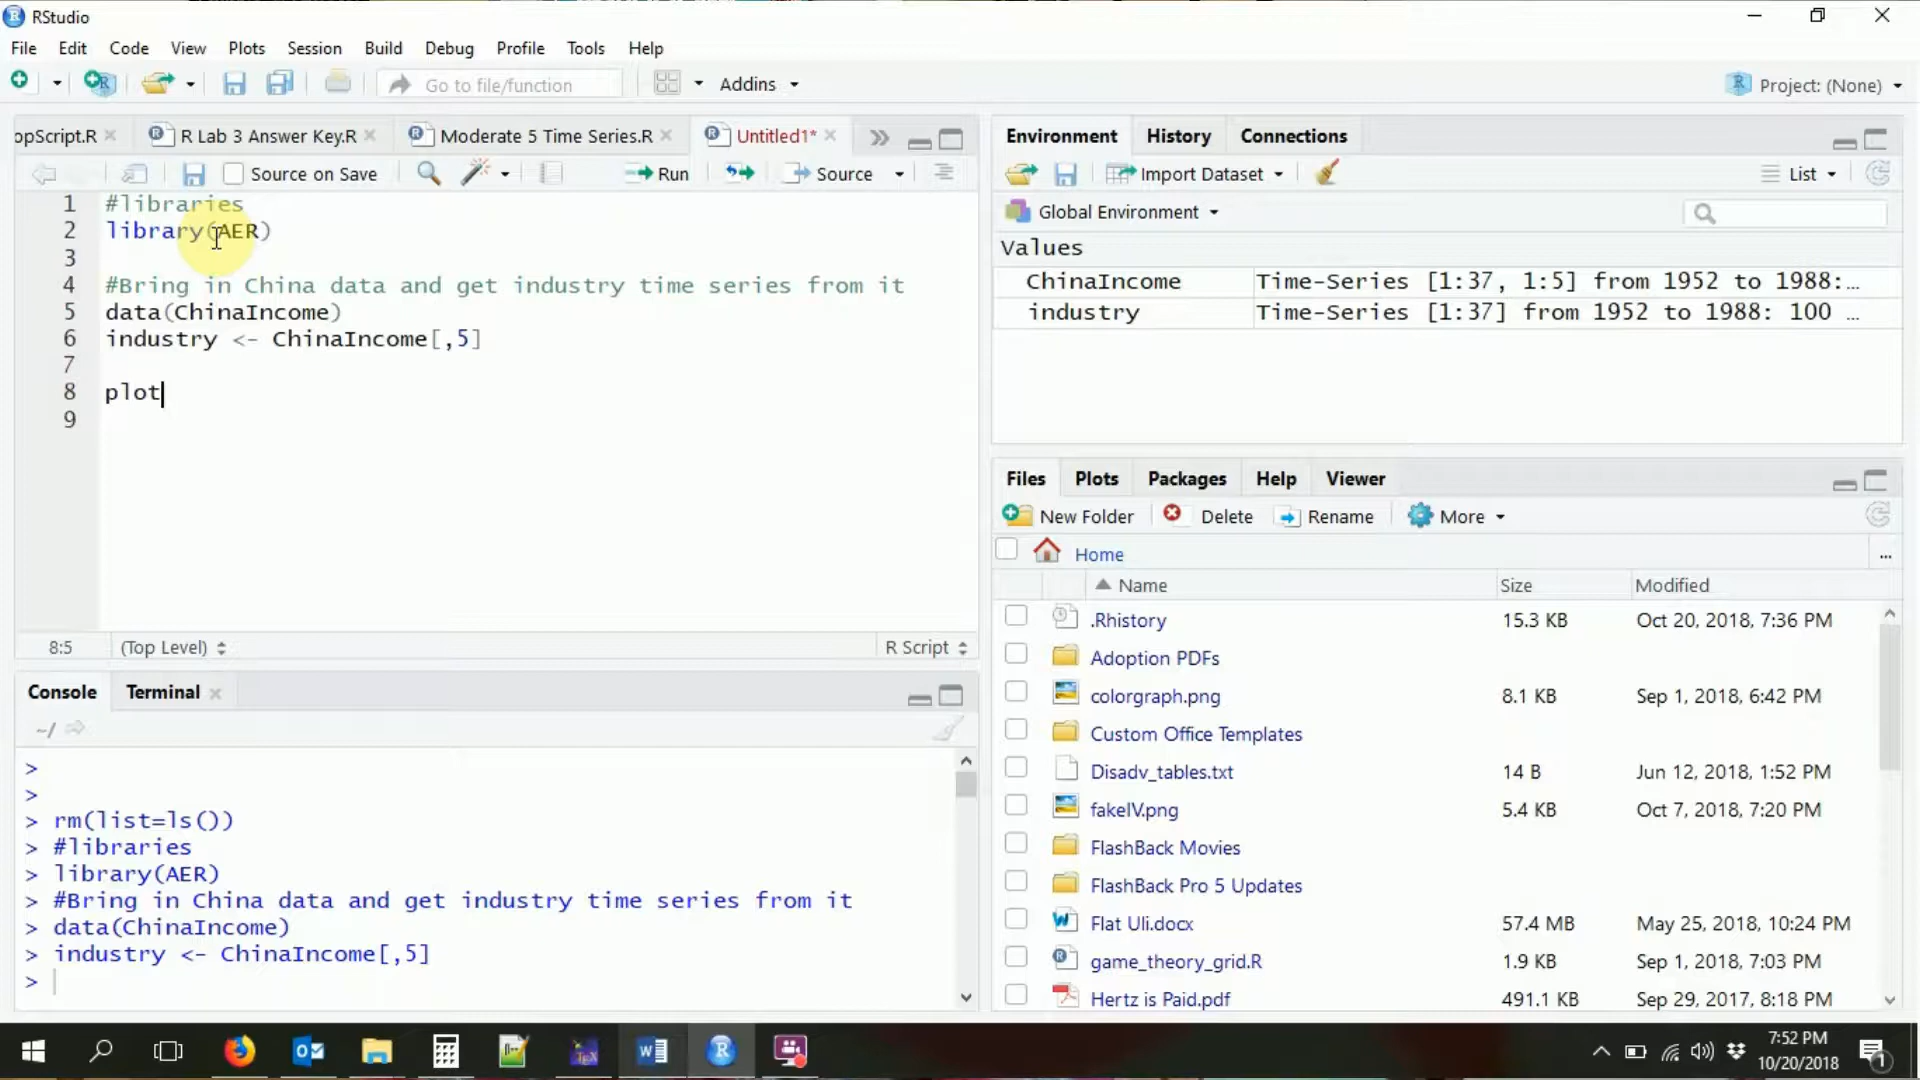 RStudio
File Edit Code View Plots Session Build Debug Profile Tools Help
Go to file/function Addins Project: (None)
opScript.R R Lab 3 Answer Key.R Moderate 5 Time Series.R Untitled1*
Source on Save Run Source
1 #libraries
2 library(AER)
3
4 #Bring in China data and get industry time series from it
5 data(ChinaIncome)
6 industry <- ChinaIncome[,5]
7
8 plot
9
8:5 (Top Level) R Script
Console Terminal
~/
>
>
> rm(list=ls())
> #libraries
> library(AER)
> #Bring in China data and get industry time series from it
> data(ChinaIncome)
> industry <- ChinaIncome[,5]
>
Environment History Connections
Import Dataset List
Global Environment
Values
ChinaIncome Time-Series [1:37, 1:5] from 1952 to 1988:…
industry Time-Series [1:37] from 1952 to 1988: 100 …
Files Plots Packages Help Viewer
New Folder Delete Rename More
Home ...
Name Size Modified
.Rhistory 15.3 KB Oct 20, 2018, 7:36 PM
Adoption PDFs
colorgraph.png 8.1 KB Sep 1, 2018, 6:42 PM
Custom Office Templates
Disadv_tables.txt 14 B Jun 12, 2018, 1:52 PM
fakeIV.png 5.4 KB Oct 7, 2018, 7:20 PM
FlashBack Movies
FlashBack Pro 5 Updates
Flat Uli.docx 57.4 MB May 25, 2018, 10:24 PM
game_theory_grid.R 1.9 KB Sep 1, 2018, 7:03 PM
Hertz is Paid.pdf 491.1 KB Sep 29, 2017, 8:18 PM
7:52 PM
10/20/2018
1